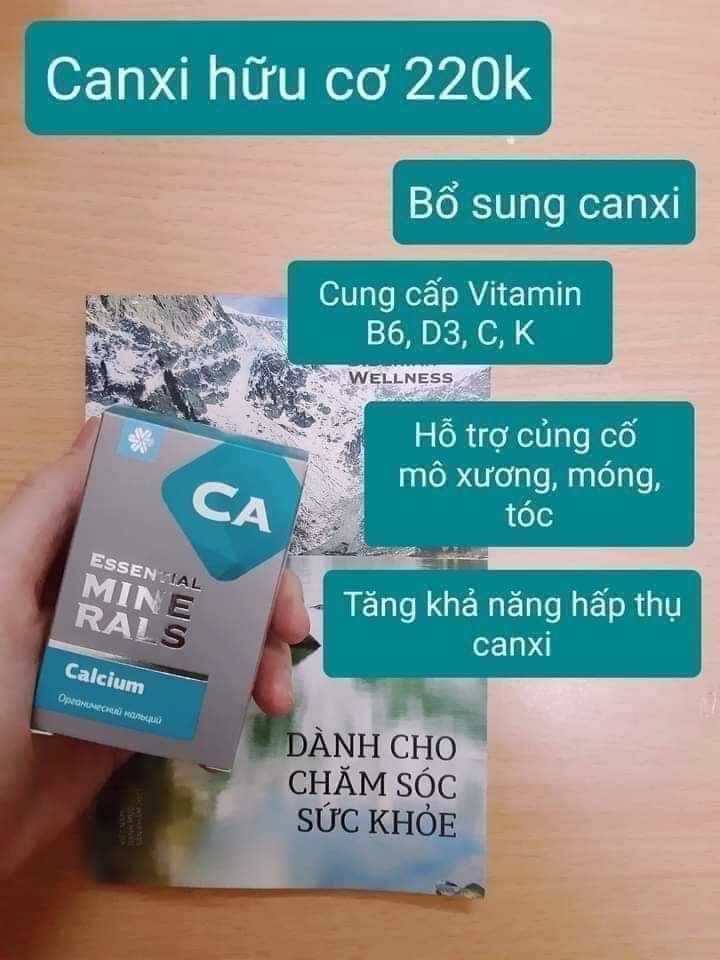 Canxi hữu cơ 220k
Bổ sung canxi
Cung cấp Vitamin
B6, D3, C, K
WELLNESS
Hỗ trợ củng cố
mô xương, móng,
tóc
CA
ESSENTIAL
MINE
RALS
Calcium
Органический кальций
Tăng khả năng hấp thụ
canxi
DÀNH CHO
CHĂM SÓC
SỨC KHỎE